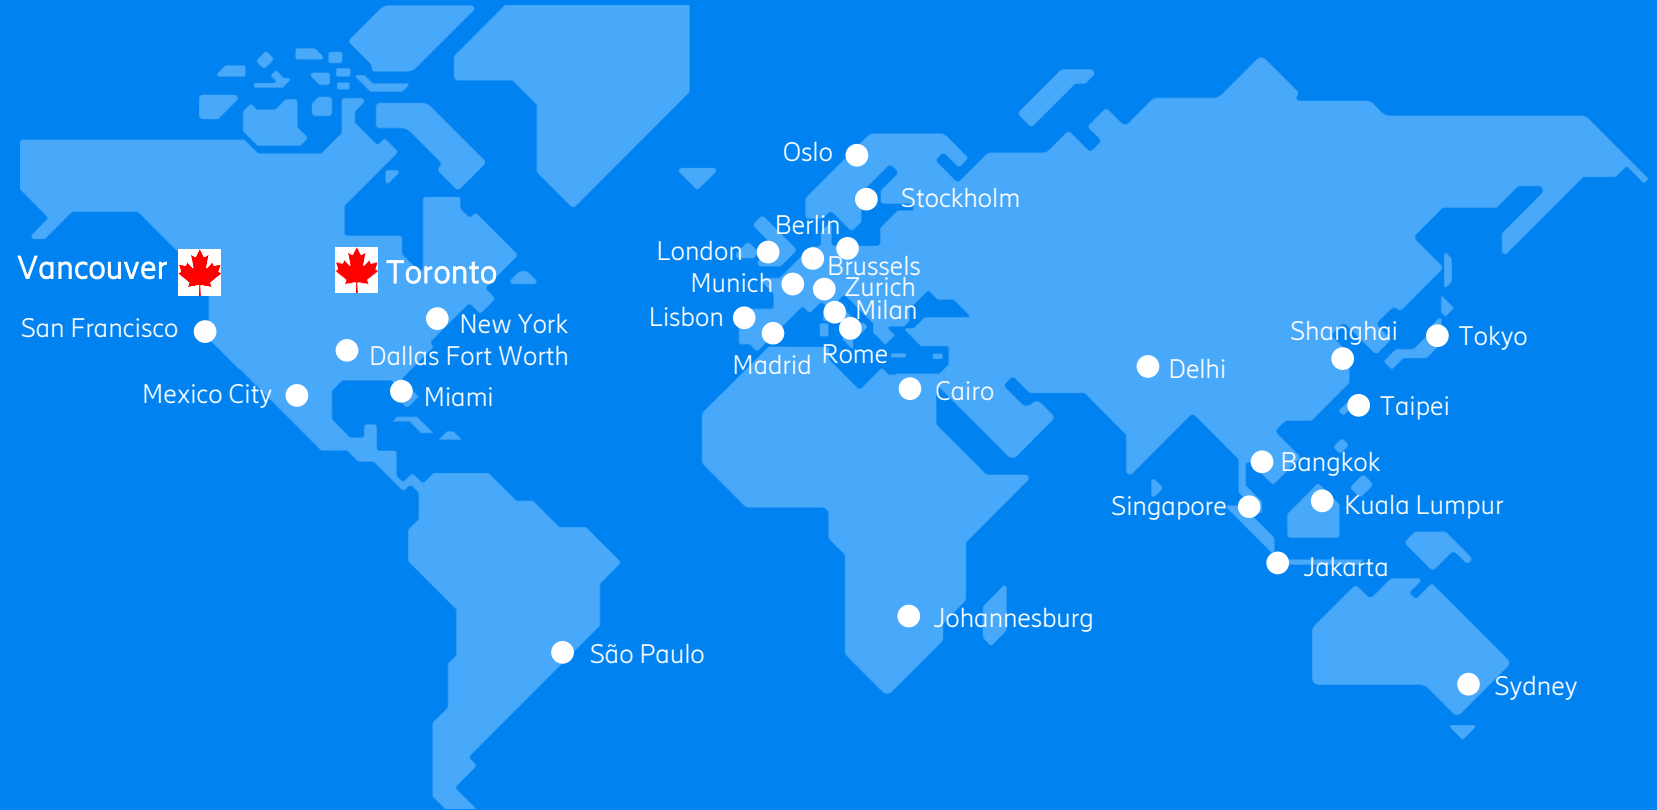 Oslo
Stockholm
Berlin
London
Brussels
Vancouver
Toronto
Munich
Zurich
Milan
Lisbon
San Francisco
New York
Shanghai
Tokyo
Dallas Fort Worth
Rome
Madrid
Delhi
Mexico City
Miami
Cairo
Taipei
Bangkok
Singapore
Kuala Lumpur
Jakarta
Johannesburg
São Paulo
Sydney